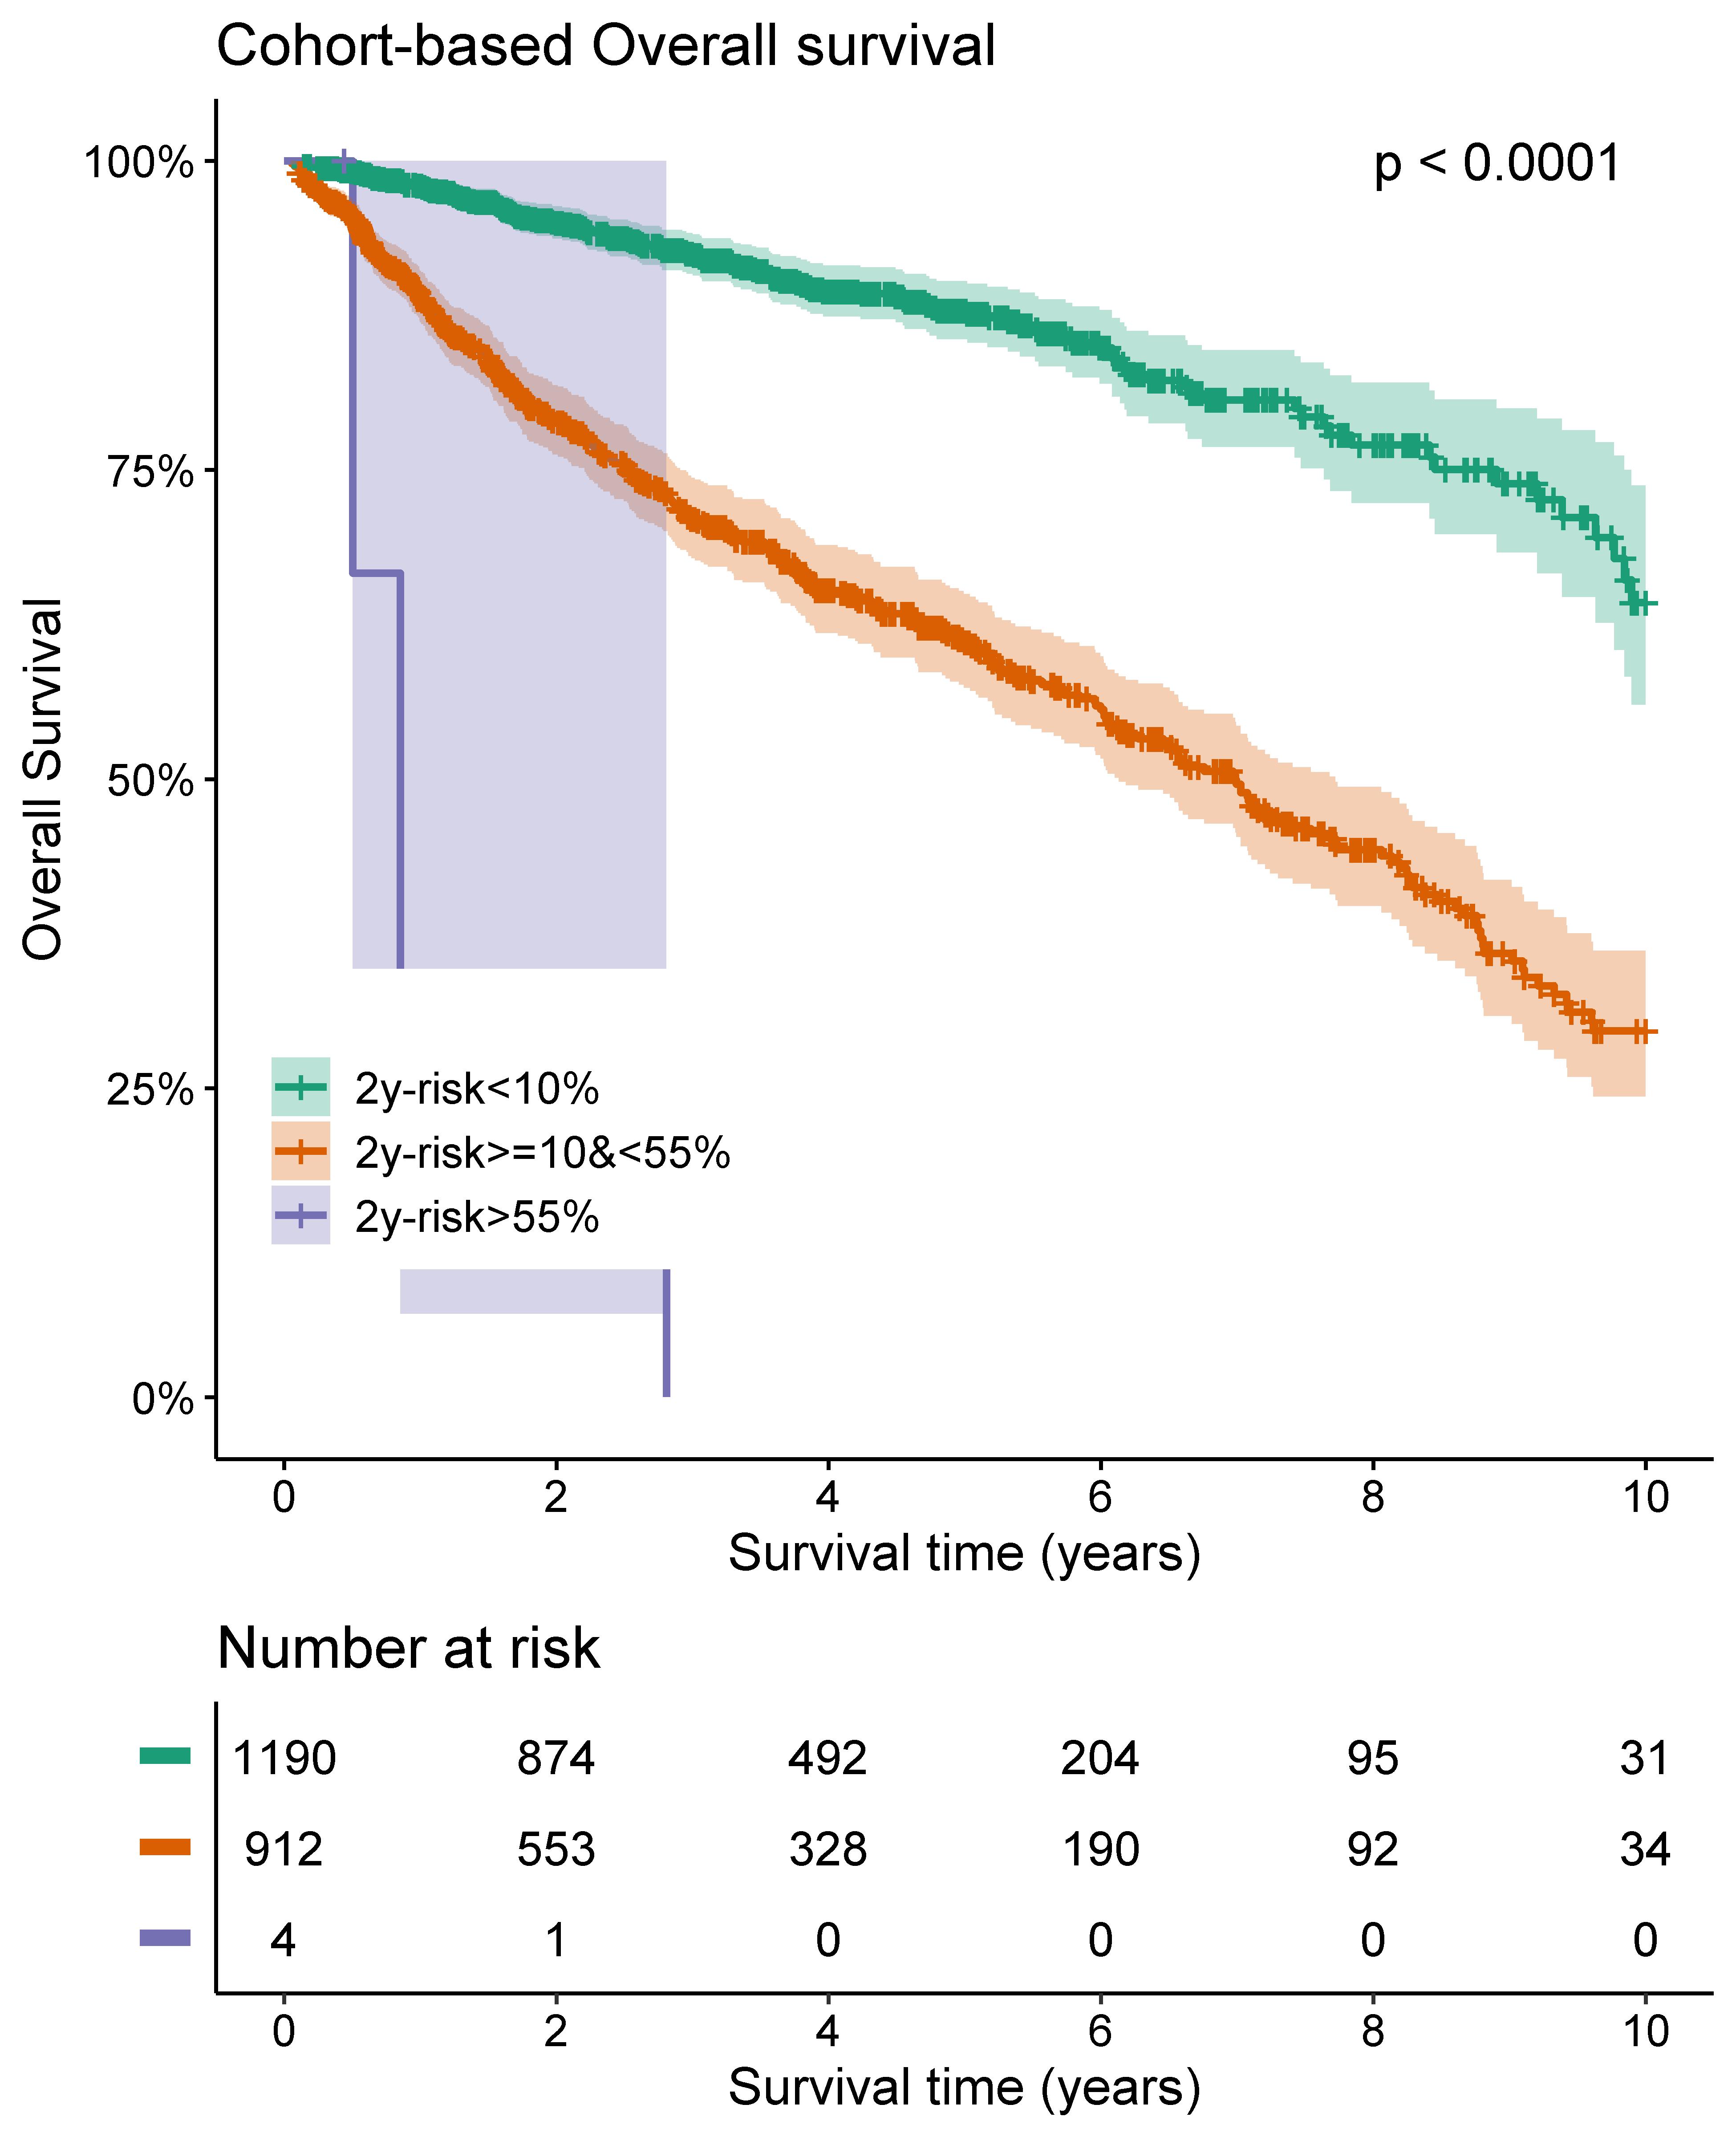 Cohort-based Overall survival
p < 0.0001
100%
75%
50%
25%
0%
Overall Survival
2y-risk<10%
2y-risk>=10&<55%
2y-risk>55%
0 2 4 6 8 10
Survival time (years)
Number at risk
1190 874 492 204 95 31
912 553 328 190 92 34
4 1 0 0 0 0
0 2 4 6 8 10
Survival time (years)